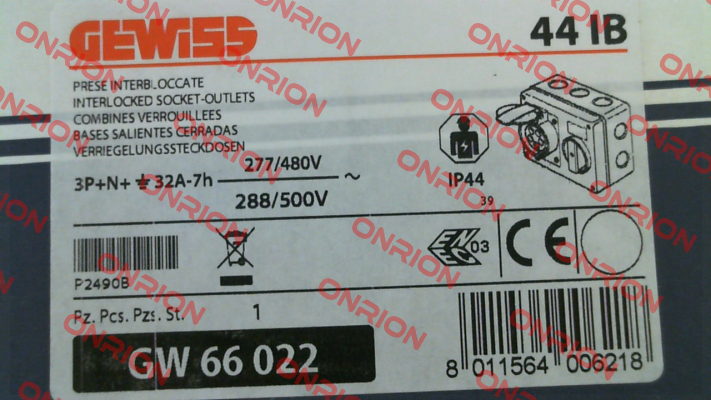 GEWISS
44 IB
PRESE INTERBLOCCATE
INTERLOCKED SOCKET-OUTLETS
COMBINES VERROUILLEES
BASES SALIENTES CERRADAS
VERRIEGELUNGSSTECKDOSEN
3P+N+⏚32A-7h 277/480V ~
288/500V
IP44
39
P2490B
ENEC 03
CE
Pz. Pcs. Pzs. St. 1
GW 66 022
8 011564 006218
ONRION